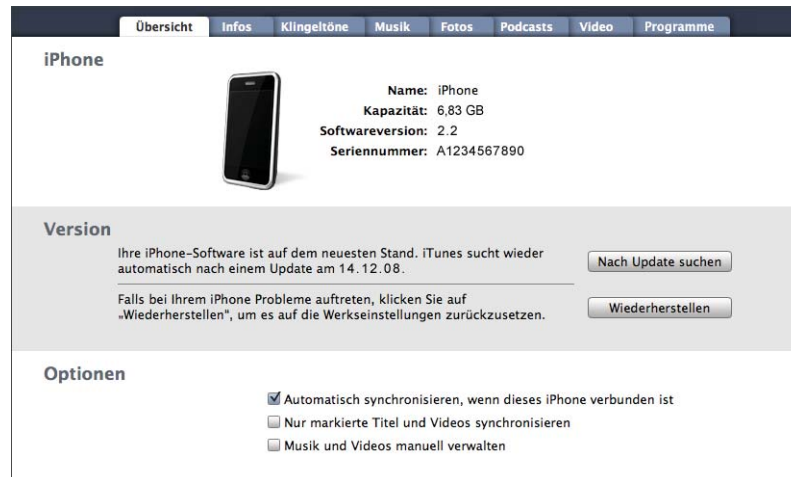 Übersicht Infos Klingeltöne Musik Fotos Podcasts Video Programme
iPhone
Name: iPhone
Kapazität: 6,83 GB
Softwareversion: 2.2
Seriennummer: A1234567890
Version
Ihre iPhone-Software ist auf dem neuesten Stand. iTunes sucht wieder
automatisch nach einem Update am 14.12.08.
Nach Update suchen
Falls bei Ihrem iPhone Probleme auftreten, klicken Sie auf
„Wiederherstellen“, um es auf die Werkseinstellungen zurückzusetzen.
Wiederherstellen
Optionen
Automatisch synchronisieren, wenn dieses iPhone verbunden ist
Nur markierte Titel und Videos synchronisieren
Musik und Videos manuell verwalten